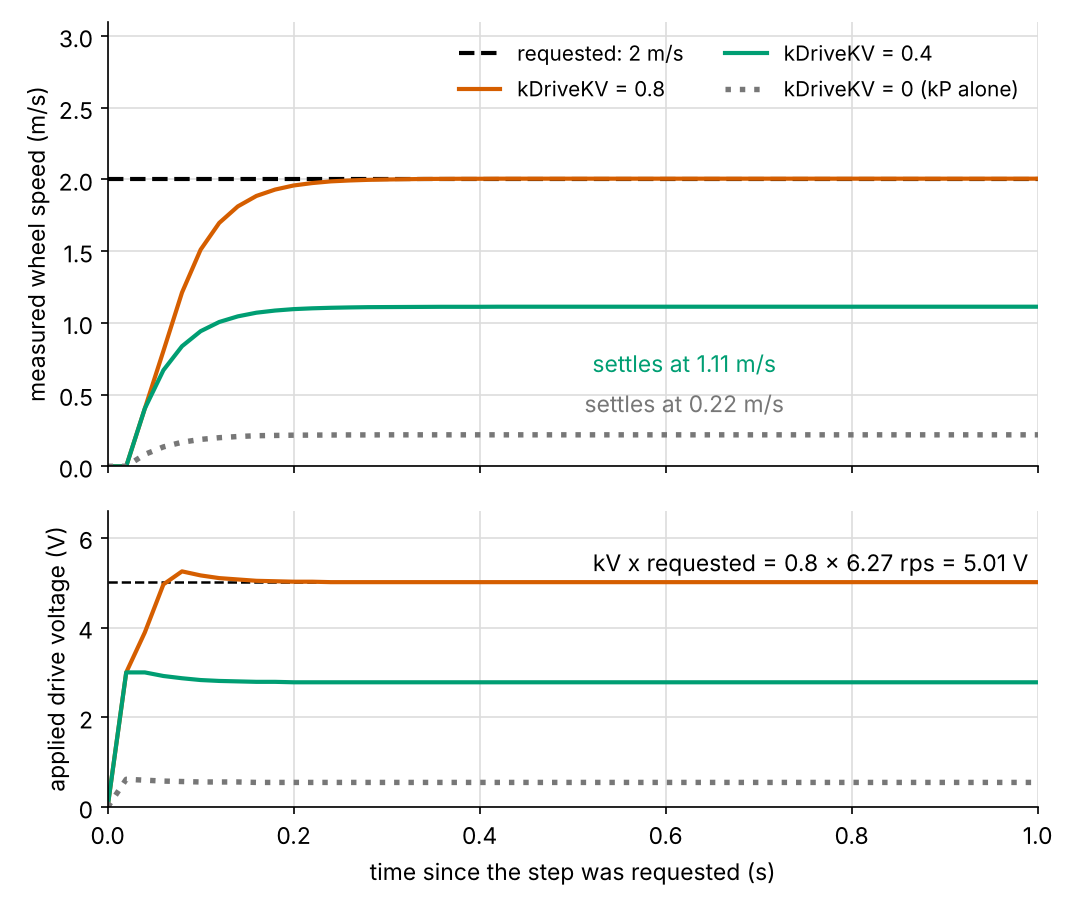 3.0
2.5
2.0
1.5
1.0
0.5
0.0
measured wheel speed (m/s)
requested: 2 m/s
kDriveKV = 0.8
kDriveKV = 0.4
kDriveKV = 0 (kP alone)
settles at 1.11 m/s
settles at 0.22 m/s
6
4
2
0
applied drive voltage (V)
kV x requested = 0.8 × 6.27 rps = 5.01 V
0.0 0.2 0.4 0.6 0.8 1.0
time since the step was requested (s)